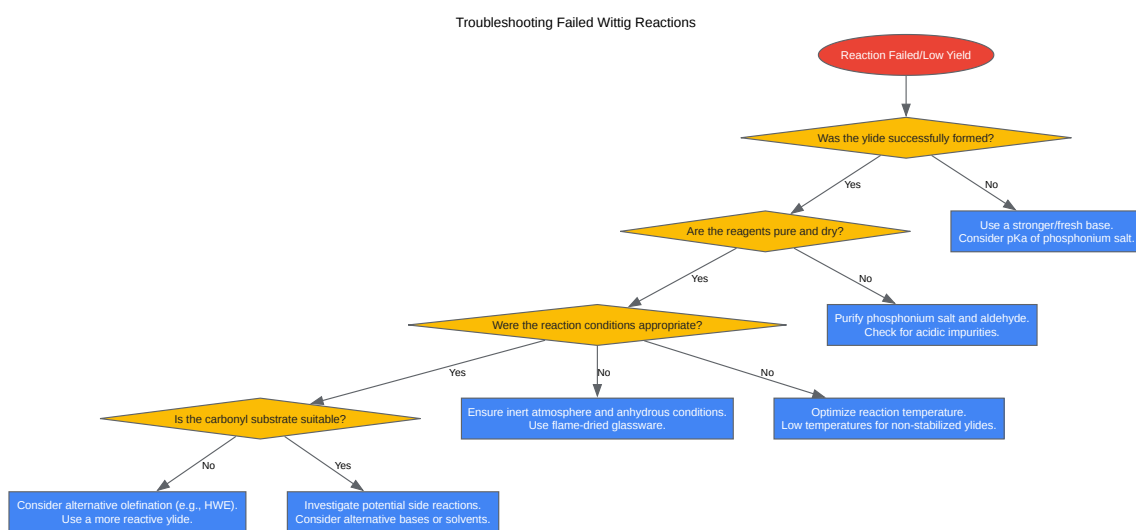 Troubleshooting Failed Wittig Reactions
Reaction Failed/Low Yield
Was the ylide successfully formed?
Yes
No
Use a stronger/fresh base.
Consider pKa of phosphonium salt.
Are the reagents pure and dry?
Yes
No
Purify phosphonium salt and aldehyde.
Check for acidic impurities.
Were the reaction conditions appropriate?
Yes
No
No
Ensure inert atmosphere and anhydrous conditions.
Use flame-dried glassware.
Optimize reaction temperature.
Low temperatures for non-stabilized ylides.
Is the carbonyl substrate suitable?
No
Yes
Consider alternative olefination (e.g., HWE).
Use a more reactive ylide.
Investigate potential side reactions.
Consider alternative bases or solvents.